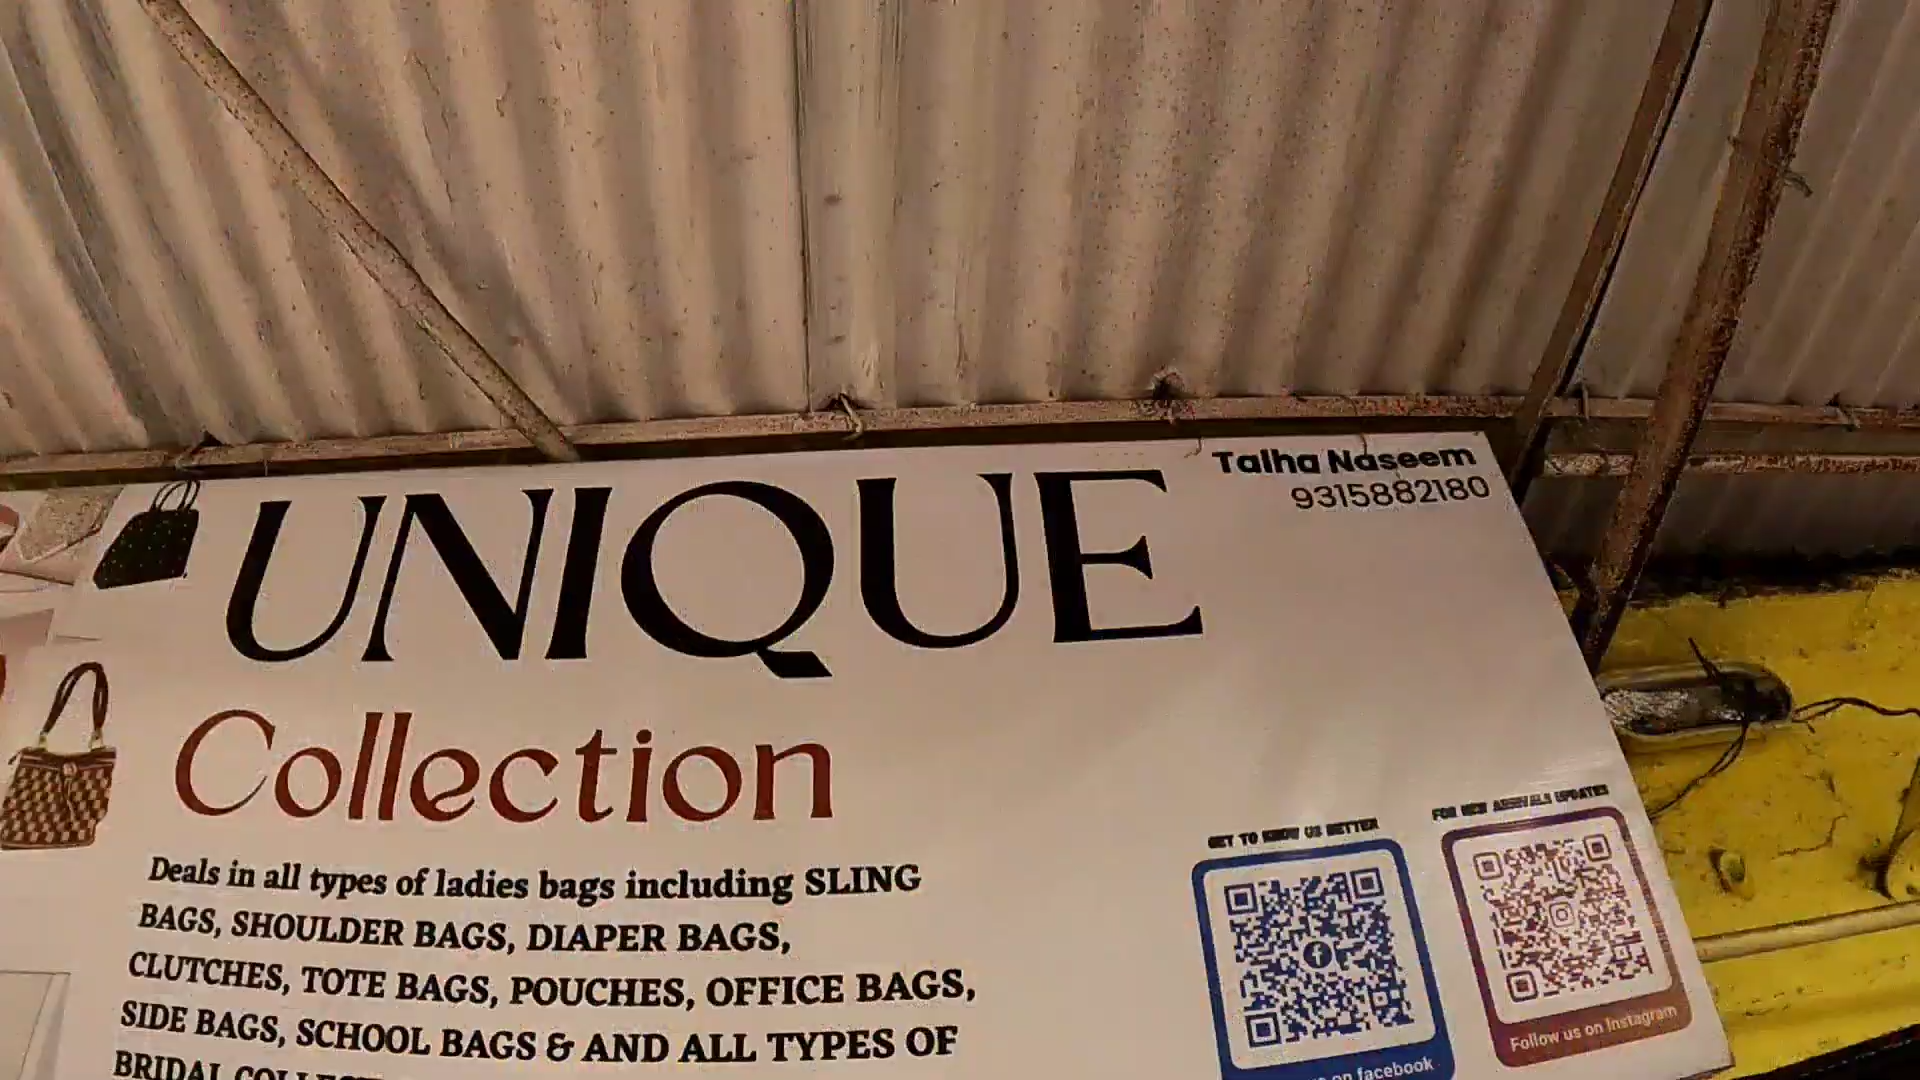 UNIQUE
Talha Naseem
9315882180
Collection
Deals in all types of ladies bags including SLING
BAGS, SHOULDER BAGS, DIAPER BAGS,
CLUTCHES, TOTE BAGS, POUCHES, OFFICE BAGS,
SIDE BAGS, SCHOOL BAGS & AND ALL TYPES OF
BRIDAL
GET TO KNOW US BETTER
FOR NEW ARRIVALS UPDATES
on facebook
Follow us on Instagram